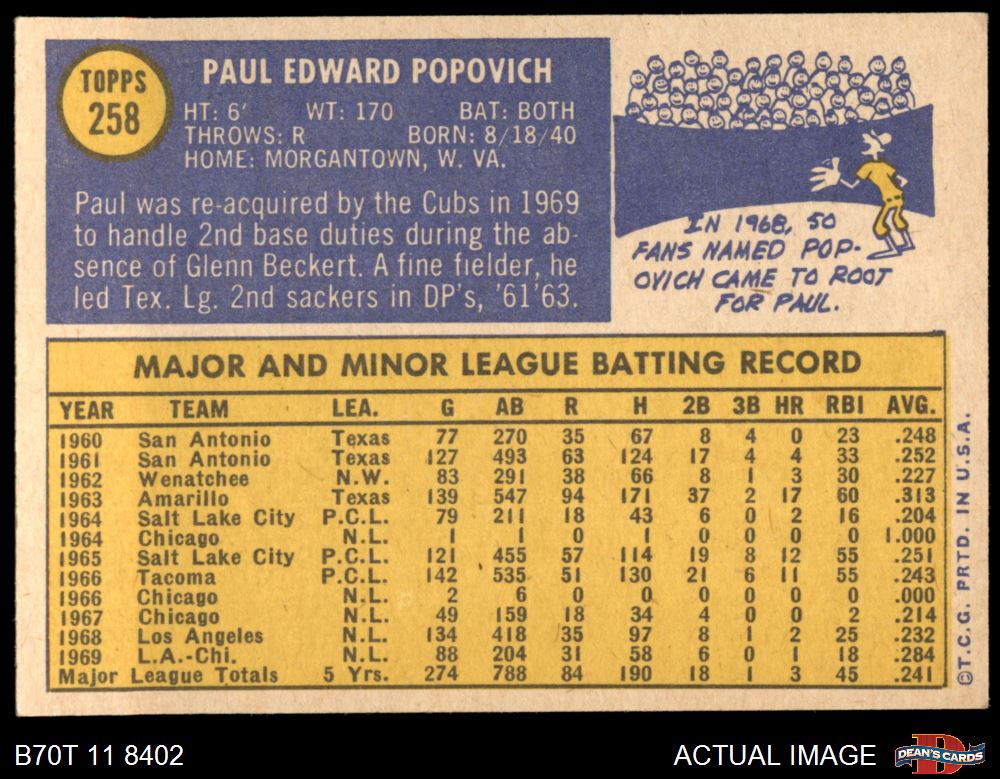 TOPPS
258
PAUL EDWARD POPOVICH
HT: 6' WT: 170 BAT: BOTH
THROWS: R BORN: 8/18/40
HOME: MORGANTOWN, W. VA.
Paul was re-acquired by the Cubs in 1969
to handle 2nd base duties during the ab-
sence of Glenn Beckert. A fine fielder, he
led Tex. Lg. 2nd sackers in DP's, '61'63.
IN 1968, 50
FANS NAMED POP-
OVICH CAME TO ROOT
FOR PAUL.
MAJOR AND MINOR LEAGUE BATTING RECORD
YEAR TEAM LEA. G AB R H 2B 3B HR RBI AVG.
1960 San Antonio Texas 77 270 35 67 8 4 0 23 .248
1961 San Antonio Texas 127 493 63 124 17 4 4 33 .252
1962 Wenatchee N.W. 83 291 38 66 8 1 3 30 .227
1963 Amarillo Texas 139 547 94 171 37 2 17 60 .313
1964 Salt Lake City P.C.L. 79 211 18 43 6 0 2 16 .204
1964 Chicago N.L. 1 1 0 1 0 0 0 0 1.000
1965 Salt Lake City P.C.L. 121 455 57 114 19 8 12 55 .251
1966 Tacoma P.C.L. 142 535 51 130 21 6 11 55 .243
1966 Chicago N.L. 2 6 0 0 0 0 0 0 .000
1967 Chicago N.L. 49 159 18 34 4 0 0 2 .214
1968 Los Angeles N.L. 134 418 35 97 8 1 2 25 .232
1969 L.A.-Chi. N.L. 88 204 31 58 6 0 1 18 .284
Major League Totals 5 Yrs. 274 788 84 190 18 1 3 45 .241
©T.C.G. PRTD. IN U.S.A.
B70T 11 8402
ACTUAL IMAGE
DEAN'S CARDS